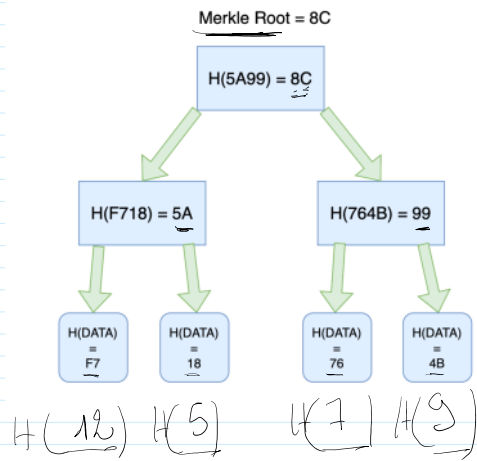 Merkle Root = 8C
H(5A99) = 8C
H(F718) = 5A
H(764B) = 99
H(DATA)
=
F7
H(DATA)
=
18
H(DATA)
=
76
H(DATA)
=
4B
H(12) H(5) H(7) H(9)